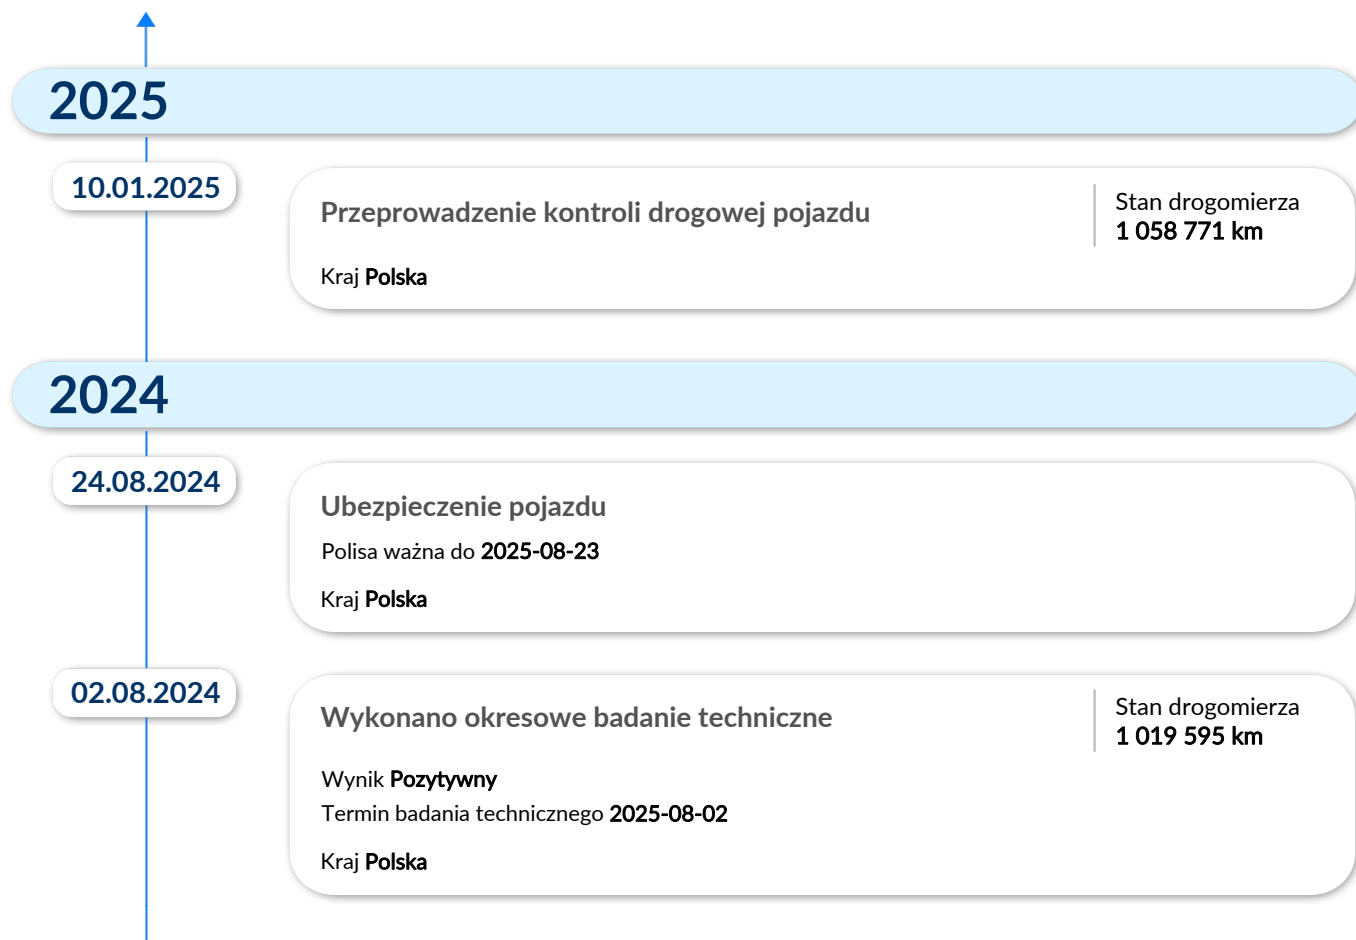 2025
10.01.2025
Przeprowadzenie kontroli drogowej pojazdu
Stan drogomierza
1 058 771 km
Kraj Polska
2024
24.08.2024
Ubezpieczenie pojazdu
Polisa ważna do 2025-08-23
Kraj Polska
02.08.2024
Wykonano okresowe badanie techniczne
Stan drogomierza
1 019 595 km
Wynik Pozytywny
Termin badania technicznego 2025-08-02
Kraj Polska